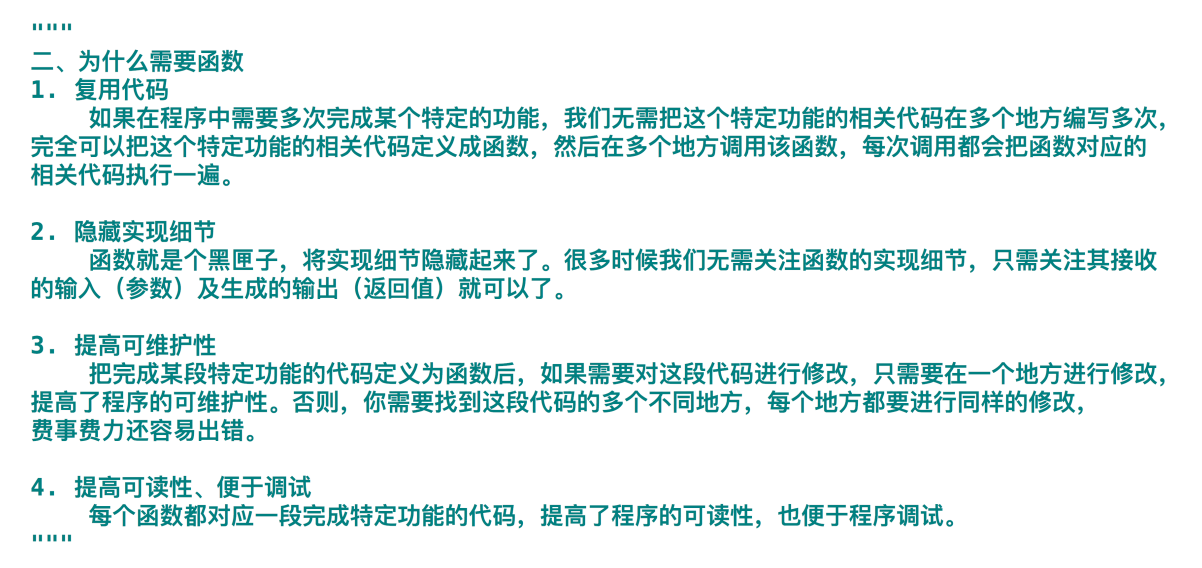 """
二、为什么需要函数
1. 复用代码
如果在程序中需要多次完成某个特定的功能，我们无需把这个特定功能的相关代码在多个地方编写多次，
完全可以把这个特定功能的相关代码定义成函数，然后在多个地方调用该函数，每次调用都会把函数对应的
相关代码执行一遍。
2. 隐藏实现细节
函数就是个黑匣子，将实现细节隐藏起来了。很多时候我们无需关注函数的实现细节，只需关注其接收
的输入（参数）及生成的输出（返回值）就可以了。
3. 提高可维护性
把完成某段特定功能的代码定义为函数后，如果需要对这段代码进行修改，只需要在一个地方进行修改，
提高了程序的可维护性。否则，你需要找到这段代码的多个不同地方，每个地方都要进行同样的修改，
费事费力还容易出错。
4. 提高可读性、便于调试
每个函数都对应一段完成特定功能的代码，提高了程序的可读性，也便于程序调试。
"""